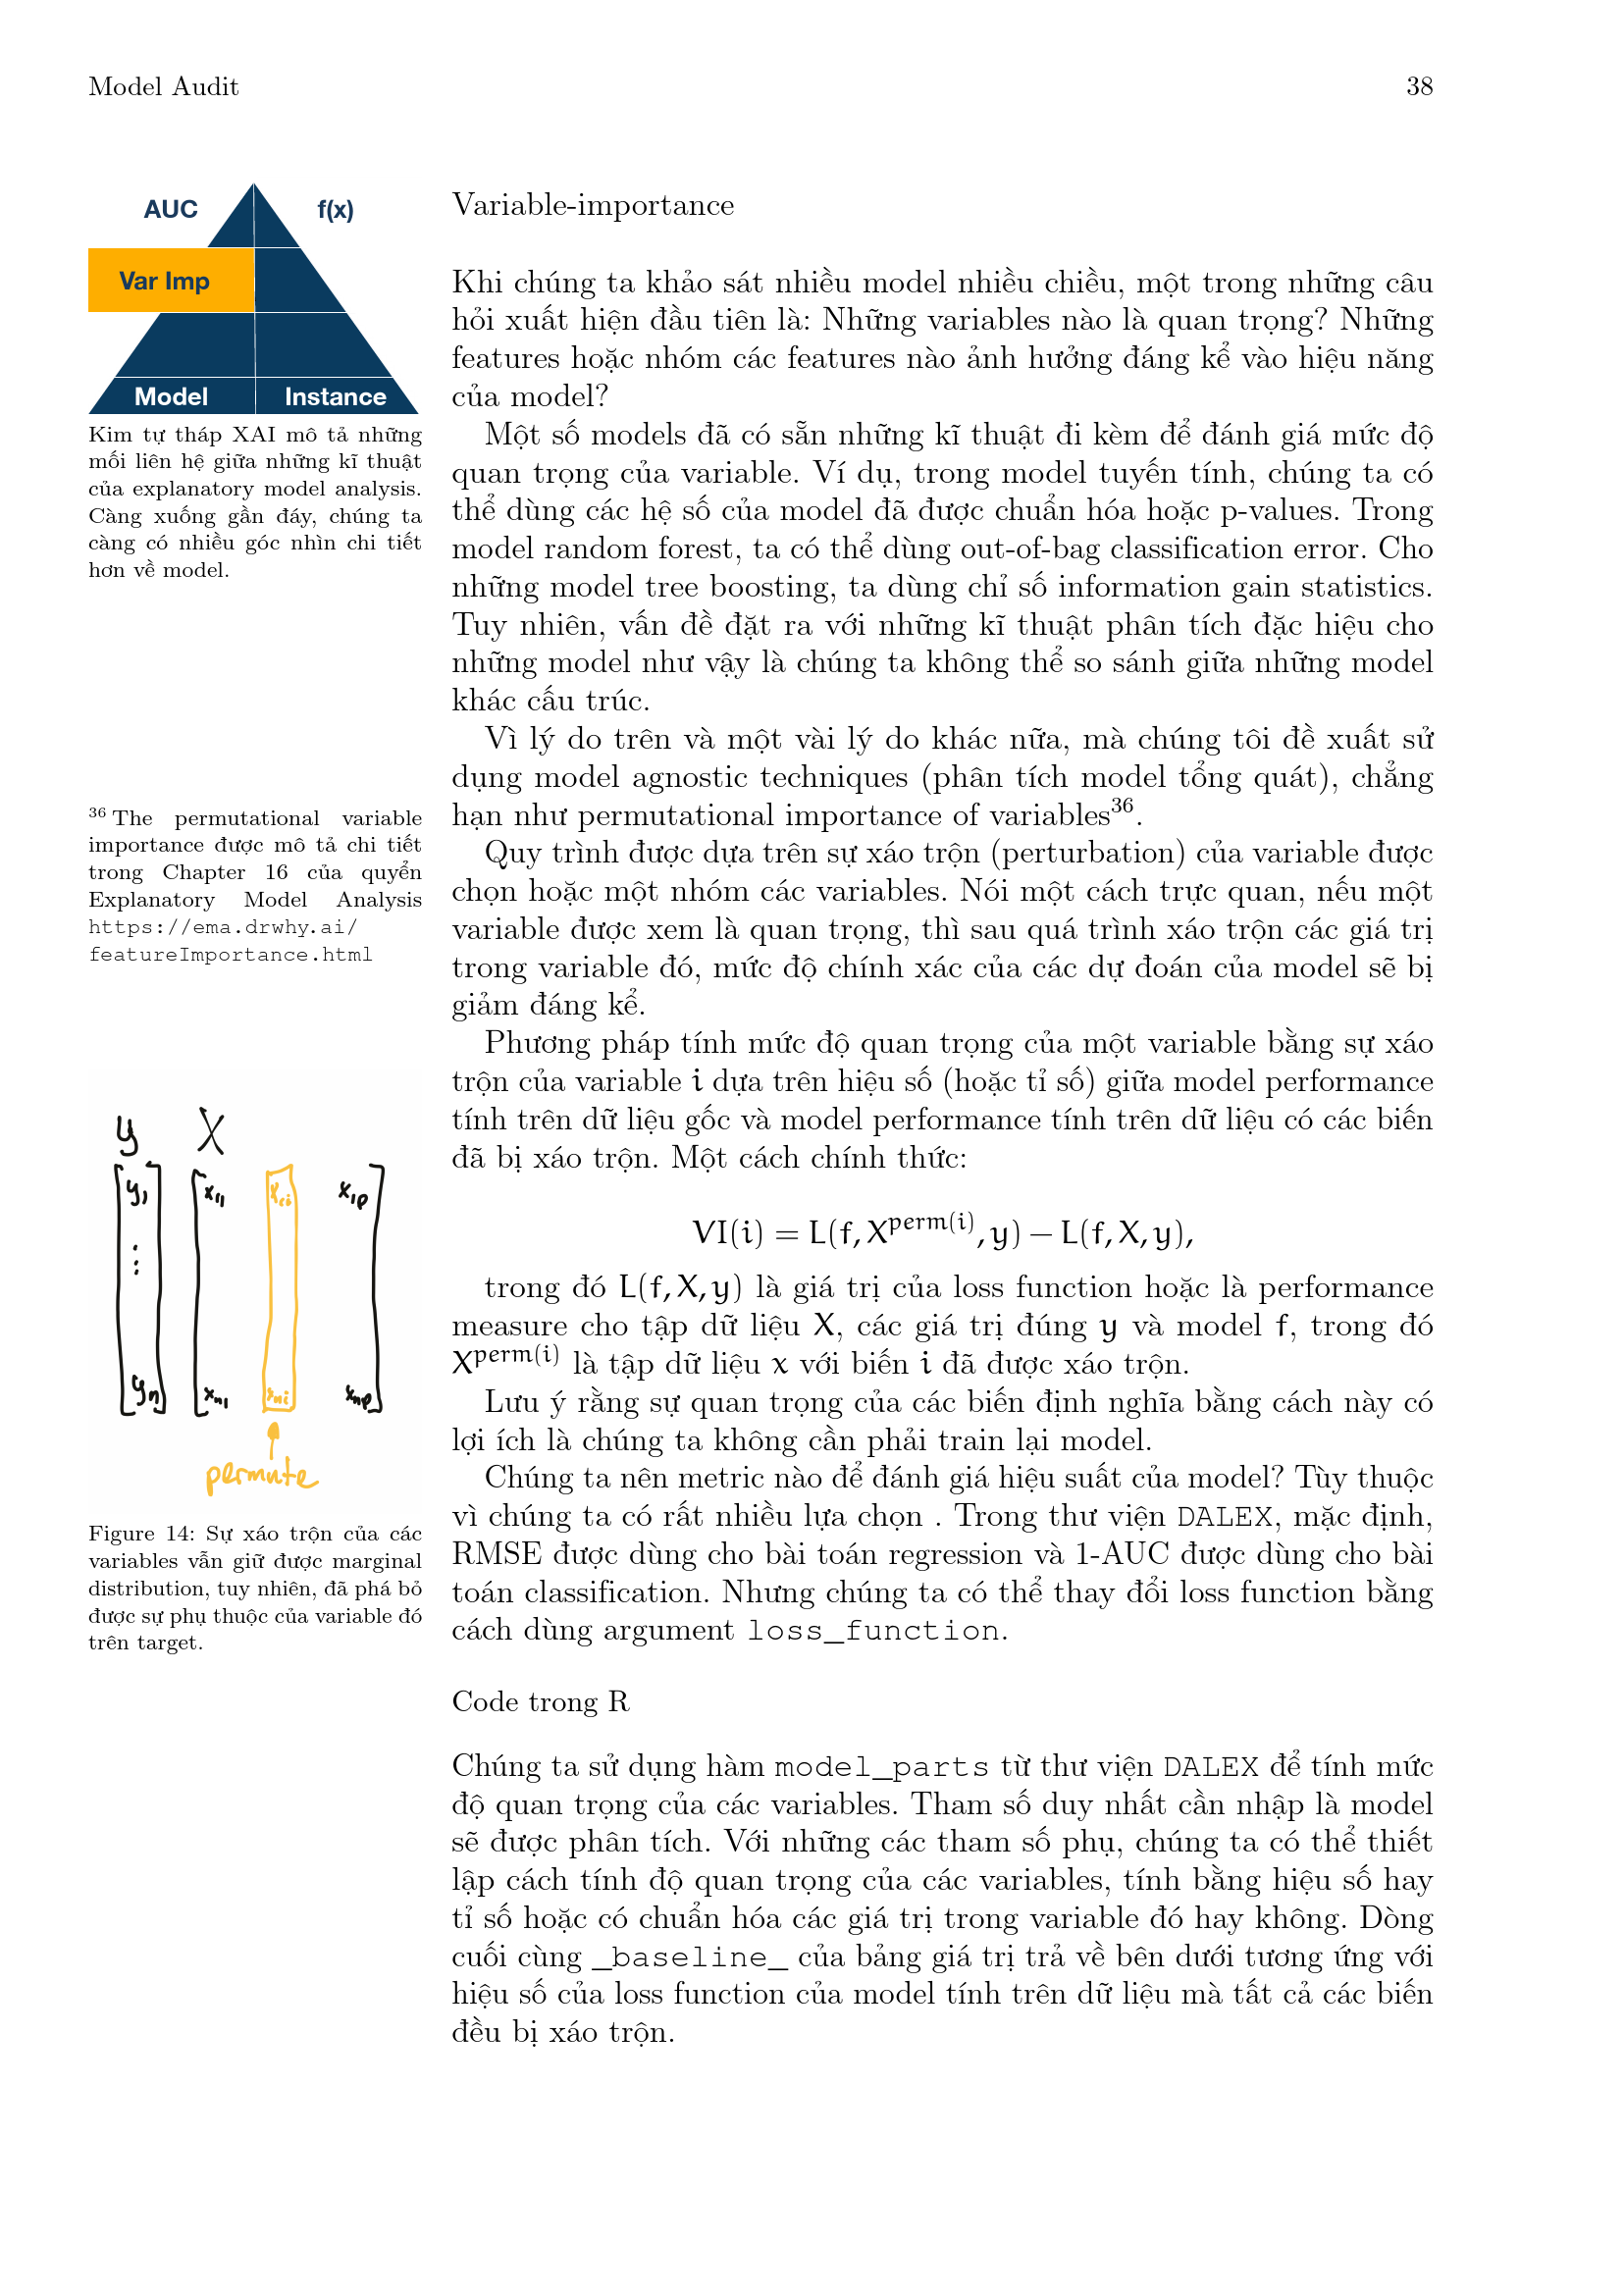 Model Audit 38
AUC f(x)
Var Imp
Model Instance
Kim tự tháp XAI mô tả những
mối liên hệ giữa những kĩ thuật
của explanatory model analysis.
Càng xuống gần đáy, chúng ta
càng có nhiều góc nhìn chi tiết
hơn về model.
Variable-importance
Khi chúng ta khảo sát nhiều model nhiều chiều, một trong những câu
hỏi xuất hiện đầu tiên là: Những variables nào là quan trọng? Những
features hoặc nhóm các features nào ảnh hưởng đáng kể vào hiệu năng
của model?
Một số models đã có sẵn những kĩ thuật đi kèm để đánh giá mức độ
quan trọng của variable. Ví dụ, trong model tuyến tính, chúng ta có
thể dùng các hệ số của model đã được chuẩn hóa hoặc p-values. Trong
model random forest, ta có thể dùng out-of-bag classification error. Cho
những model tree boosting, ta dùng chỉ số information gain statistics.
Tuy nhiên, vấn đề đặt ra với những kĩ thuật phân tích đặc hiệu cho
những model như vậy là chúng ta không thể so sánh giữa những model
khác cấu trúc.
Vì lý do trên và một vài lý do khác nữa, mà chúng tôi đề xuất sử
dụng model agnostic techniques (phân tích model tổng quát), chẳng
hạn như permutational importance of variables³⁶.
³⁶ The permutational variable
importance được mô tả chi tiết
trong Chapter 16 của quyển
Explanatory Model Analysis
https://ema.drwhy.ai/
featureImportance.html
Quy trình được dựa trên sự xáo trộn (perturbation) của variable được
chọn hoặc một nhóm các variables. Nói một cách trực quan, nếu một
variable được xem là quan trọng, thì sau quá trình xáo trộn các giá trị
trong variable đó, mức độ chính xác của các dự đoán của model sẽ bị
giảm đáng kể.
Phương pháp tính mức độ quan trọng của một variable bằng sự xáo
trộn của variable i dựa trên hiệu số (hoặc tỉ số) giữa model performance
tính trên dữ liệu gốc và model performance tính trên dữ liệu có các biến
đã bị xáo trộn. Một cách chính thức:
VI(i) = L(f, X^{perm(i)}, y) − L(f, X, y),
trong đó L(f, X, y) là giá trị của loss function hoặc là performance
measure cho tập dữ liệu X, các giá trị đúng y và model f, trong đó
X^{perm(i)} là tập dữ liệu x với biến i đã được xáo trộn.
Lưu ý rằng sự quan trọng của các biến định nghĩa bằng cách này có
lợi ích là chúng ta không cần phải train lại model.
Chúng ta nên metric nào để đánh giá hiệu suất của model? Tùy thuộc
vì chúng ta có rất nhiều lựa chọn . Trong thư viện DALEX, mặc định,
RMSE được dùng cho bài toán regression và 1-AUC được dùng cho bài
toán classification. Nhưng chúng ta có thể thay đổi loss function bằng
cách dùng argument loss_function.
y X
y₁ x₁₁ x₁ᵢ x₁ₚ
⋮
yₙ xₙ₁ xₙᵢ xₙₚ
permute
Figure 14: Sự xáo trộn của các
variables vẫn giữ được marginal
distribution, tuy nhiên, đã phá bỏ
được sự phụ thuộc của variable đó
trên target.
Code trong R
Chúng ta sử dụng hàm model_parts từ thư viện DALEX để tính mức
độ quan trọng của các variables. Tham số duy nhất cần nhập là model
sẽ được phân tích. Với những các tham số phụ, chúng ta có thể thiết
lập cách tính độ quan trọng của các variables, tính bằng hiệu số hay
tỉ số hoặc có chuẩn hóa các giá trị trong variable đó hay không. Dòng
cuối cùng _baseline_ của bảng giá trị trả về bên dưới tương ứng với
hiệu số của loss function của model tính trên dữ liệu mà tất cả các biến
đều bị xáo trộn.